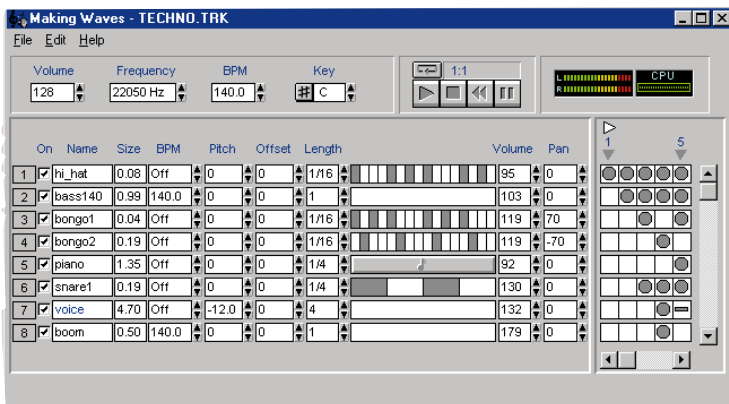 Making Waves - TECHNO.TRK
File Edit Help
Volume Frequency BPM Key
128 22050 Hz 140.0 # C
1:1
L
R
CPU
On Name Size BPM Pitch Offset Length Volume Pan
1 5
1 hi_hat 0.08 Off 0 0 1/16 95 0
2 bass140 0.99 140.0 0 0 1 103 0
3 bongo1 0.04 Off 0 0 1/16 119 70
4 bongo2 0.19 Off 0 0 1/16 119 -70
5 piano 1.35 Off 0 0 1/4 92 0
6 snare1 0.19 Off 0 0 1/4 130 0
7 voice 4.70 Off -12.0 0 4 132 0
8 boom 0.50 140.0 0 0 1 179 0